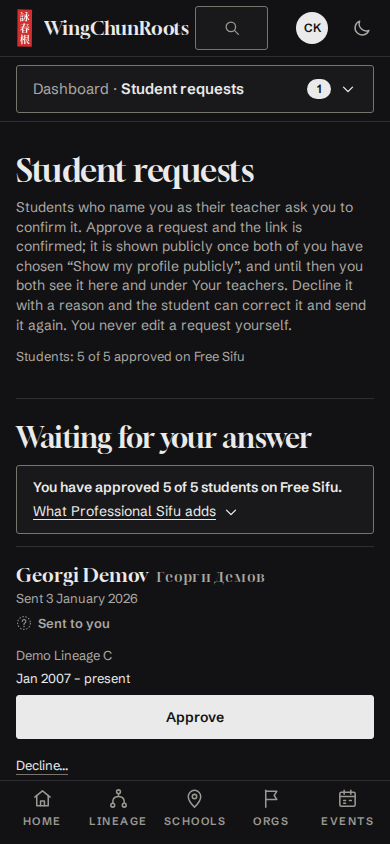 詠春根
WingChunRoots
CK
Dashboard · Student requests
1
Student requests
Students who name you as their teacher ask you to
confirm it. Approve a request and the link is
confirmed; it is shown publicly once both of you have
chosen “Show my profile publicly”, and until then you
both see it here and under Your teachers. Decline it
with a reason and the student can correct it and send
it again. You never edit a request yourself.
Students: 5 of 5 approved on Free Sifu
Waiting for your answer
You have approved 5 of 5 students on Free Sifu.
What Professional Sifu adds
Georgi Demov Георги Демов
Sent 3 January 2026
Sent to you
Demo Lineage C
Jan 2007 – present
Approve
Decline…
HOME LINEAGE SCHOOLS ORGS EVENTS